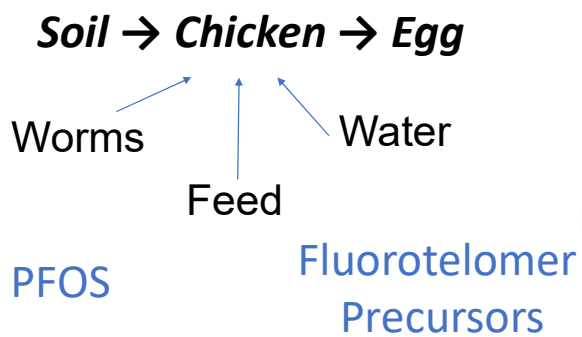 Soil → Chicken → Egg
Worms
Water
Feed
PFOS
Fluorotelomer
Precursors